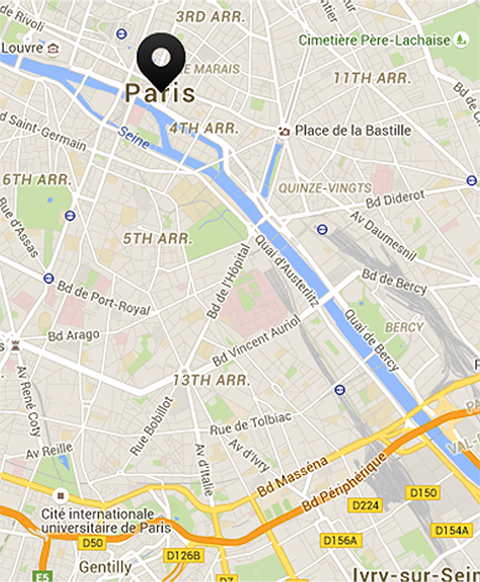 de Rivoli
3RD ARR.
Louvre
Cimetière Père-Lachaise
LE MARAIS
11TH ARR.
Paris
Bd de
d Saint-Germain
Seine
4TH ARR.
Place de la Bastille
6TH ARR.
QUINZE-VINGTS
Bd Diderot
Rue d'Assas
5TH ARR.
Av Daumesnil
Quai d'Austerlitz
Bd de l'Hôpital
Bd de Bercy
Bd de Port-Royal
Quai de Bercy
BERCY
Bd Arago
Bd Vincent Auriol
s
13TH ARR.
Av René Coty
Rue Bobillot
Rue de Tolbiac
Av d'Ivry
Av Reille
Av d'Italie
Bd Masséna
Bd Périphérique
VAL-
Cité internationale
universitaire de Paris
D150
D224
D154A
D50
D156A
D126B
Gentilly
E5
D7
Ivry-sur-Sein